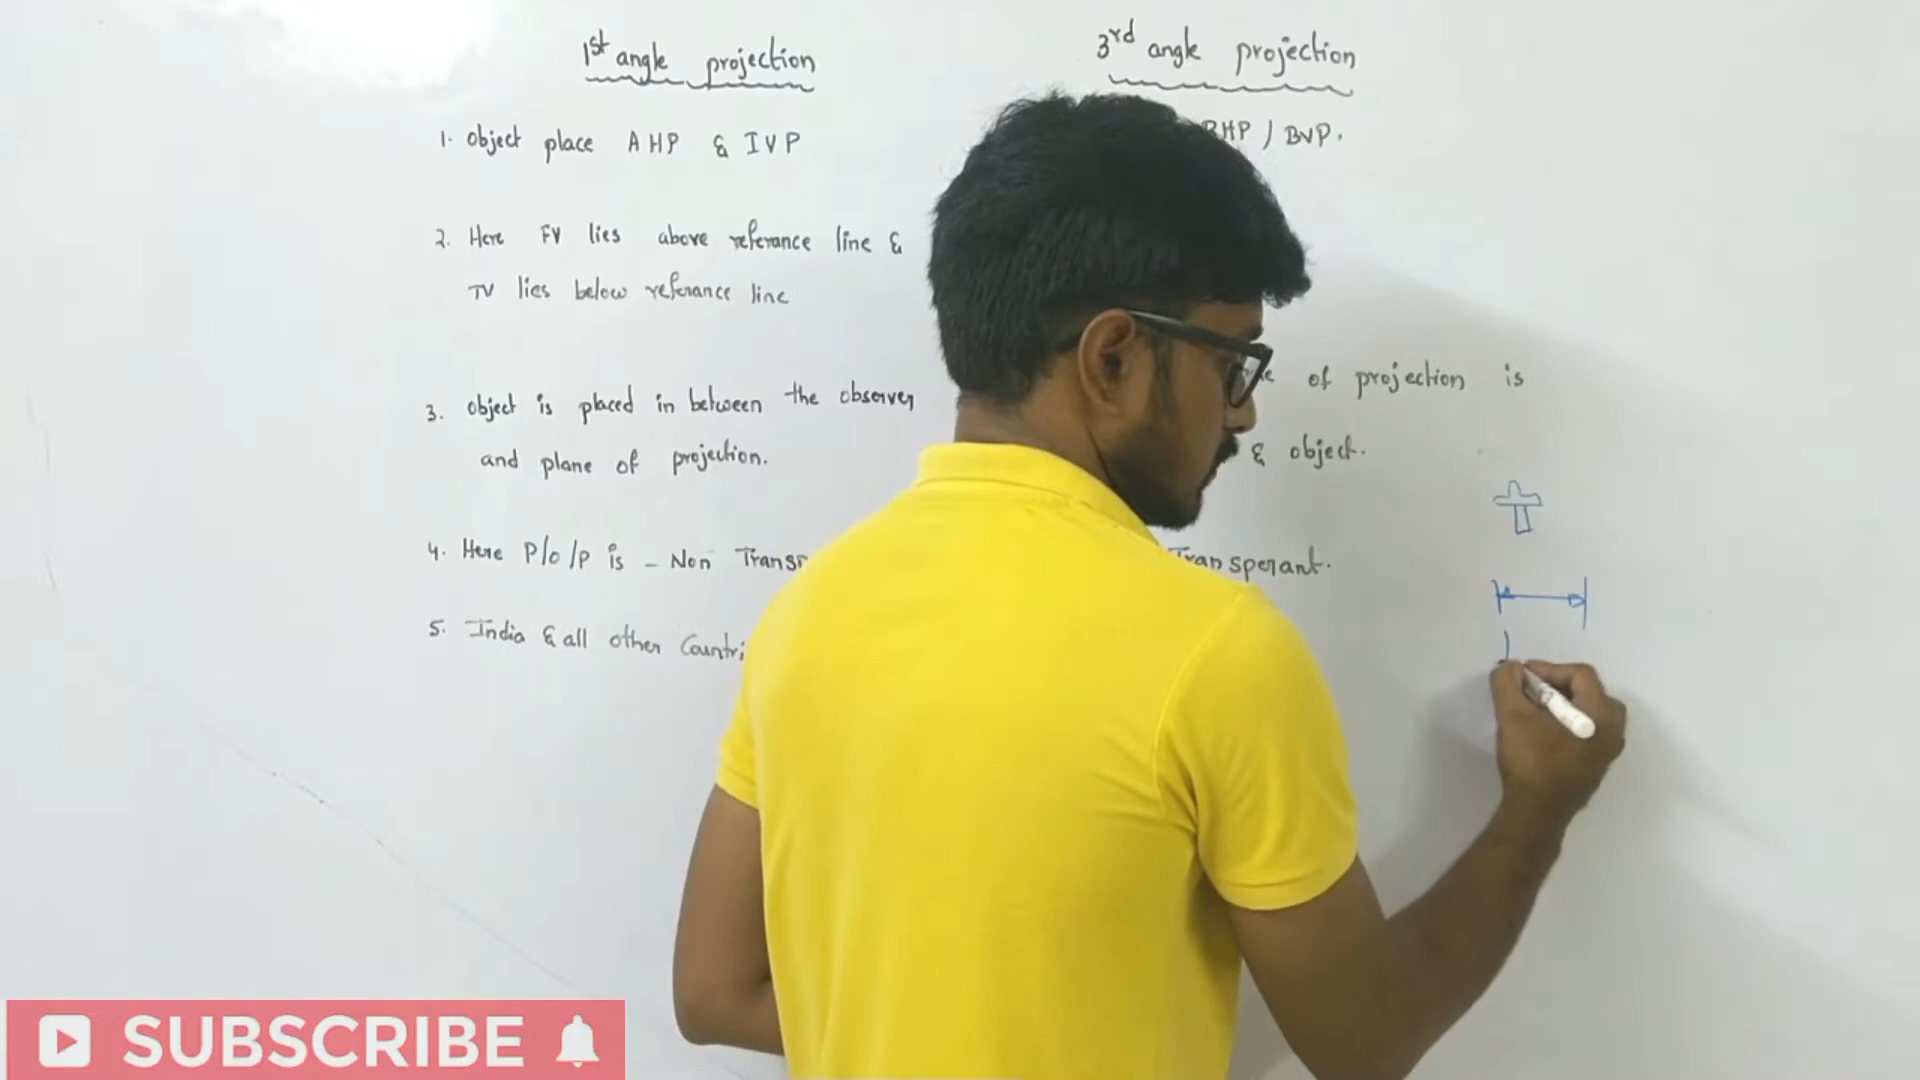 1st angle projection
3rd angle projection
1. Object place AHP & IVP
BHP / BVP.
2. Here FV lies above referance line &
TV lies below referance line
3. object is placed in between the observer
and plane of projection.
of projection is
& object.
4. Here P/O/P is - Non
Transperant.
5. India & all other
SUBSCRIBE